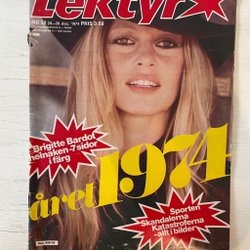 Lektyr
PRIS 3:50
Brigitte Bardot
helnaken-7 sidor
i färg
året 1974
Sporten
Skandalerna
Katastroferna
-allt i bilder